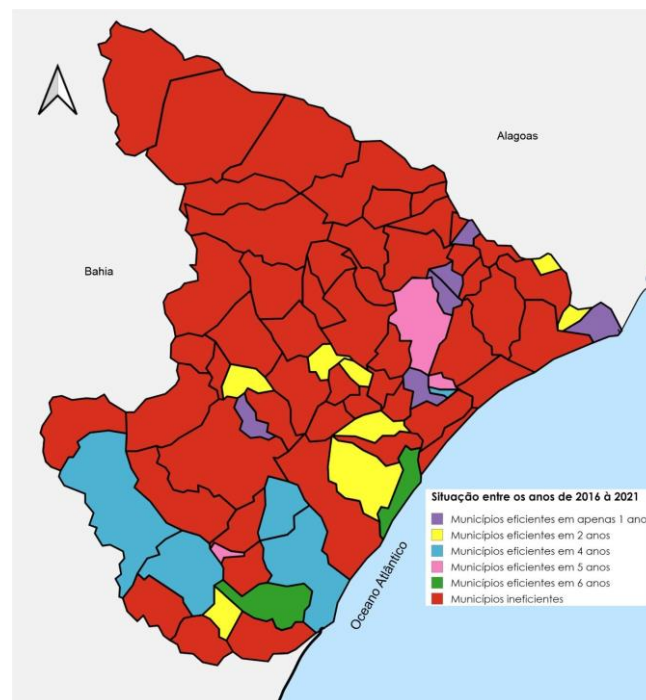 Alagoas
Bahia
Oceano Atlântico
Situação entre os anos de 2016 à 2021
Municípios eficientes em apenas 1 ano
Municípios eficientes em 2 anos
Municípios eficientes em 4 anos
Municípios eficientes em 5 anos
Municípios eficientes em 6 anos
Municípios ineficientes